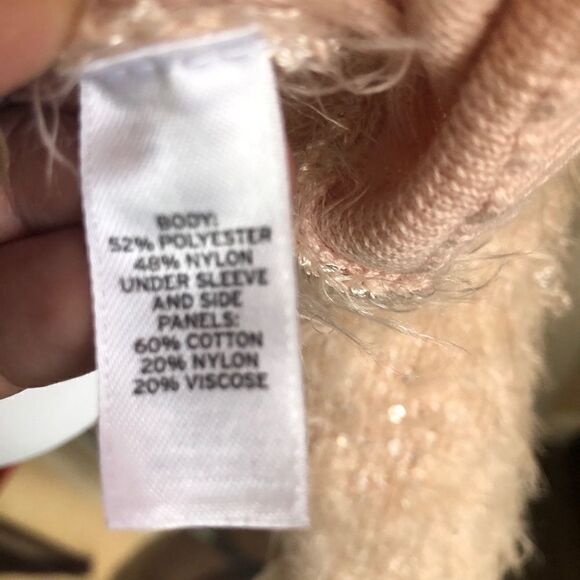 BODY:
52% POLYESTER
48% NYLON
UNDER SLEEVE
AND SIDE
PANELS:
60% COTTON
20% NYLON
20% VISCOSE